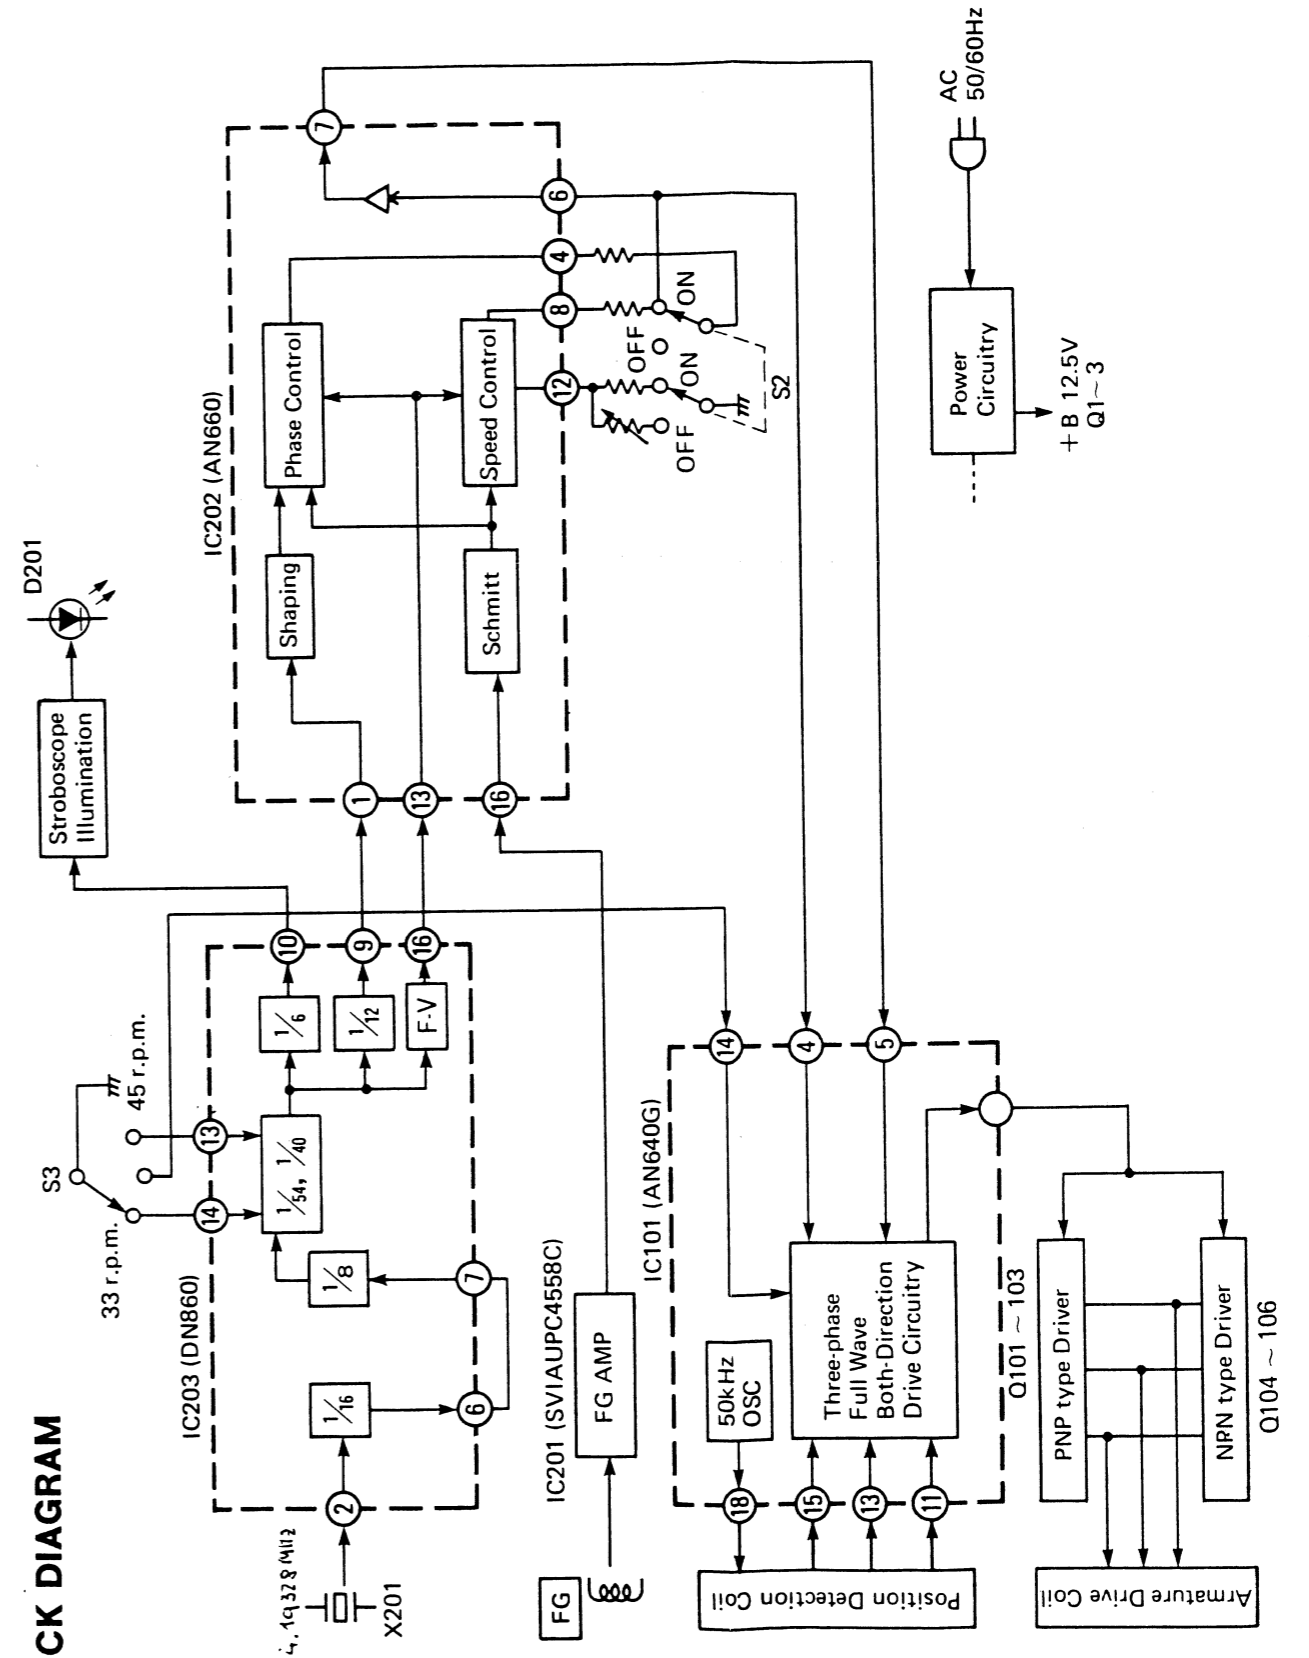 CK DIAGRAM
D201
Stroboscope
Illumination
S3
33 r.p.m.
45 r.p.m.
IC203 (DN860)
14
13
1/54, 1/40
1/6
1/12
F-V
10
9
16
1/8
1/16
7
6
2
4.19328 MHz
X201
IC202 (AN660)
1
13
16
Shaping
Schmitt
Phase Control
Speed Control
12
8
4
6
7
OFF
ON
OFF
ON
S2
AC
50/60Hz
Power
Circuitry
+B 12.5V
Q1~3
IC201 (SVIAUPC4558C)
FG AMP
FG
IC101 (AN640G)
14
4
5
50kHz
OSC
Three-phase
Full Wave
Both-Direction
Drive Circuitry
18
15
13
11
Position Detection Coil
Q101 ~ 103
PNP type Driver
NRN type Driver
Q104 ~ 106
Armature Drive Coil